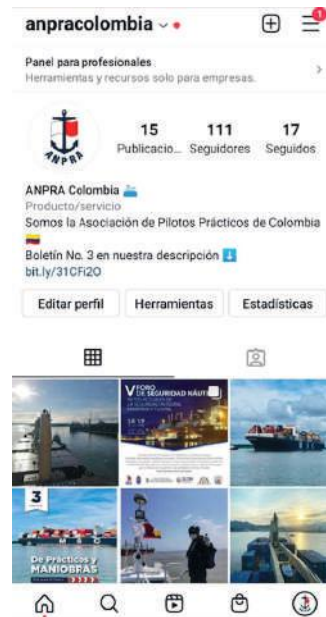 anpracolombia
1
Panel para profesionales
Herramientas y recursos solo para empresas.
ANPRA
15 111 17
Publicacio... Seguidores Seguidos
ANPRA Colombia
Producto/servicio
Somos la Asociación de Pilotos Prácticos de Colombia
Boletín No. 3 en nuestra descripción
bit.ly/31CFi2O
Editar perfil Herramientas Estadísticas
V FORO
DE SEGURIDAD NÁUTICA
3
M S C
De Prácticos y
MANIOBRAS